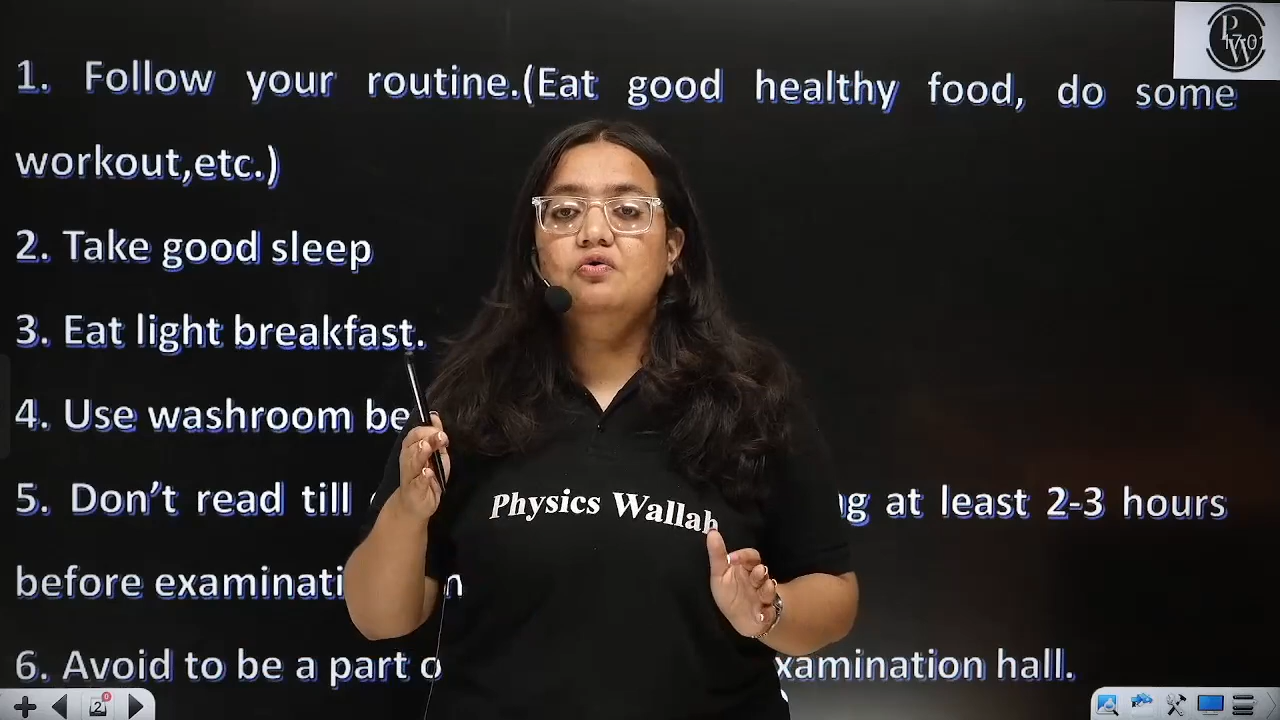 1. Follow your routine.(Eat good healthy food, do some
workout,etc.)
2. Take good sleep
3. Eat light breakfast.
4. Use washroom be
5. Don't read till at least 2-3 hours
before examinati
6. Avoid to be a part o xamination hall.
Physics Wallah
PW
2